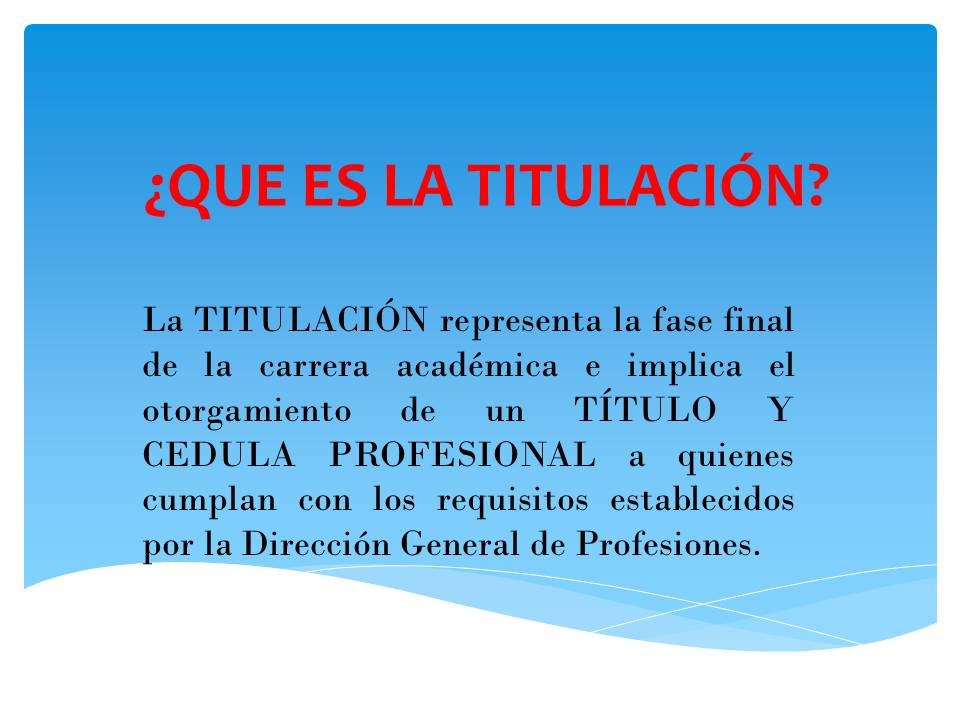 ¿QUE ES LA TITULACIÓN?
La TITULACIÓN representa la fase final
de la carrera académica e implica el
otorgamiento de un TÍTULO Y
CEDULA PROFESIONAL a quienes
cumplan con los requisitos establecidos
por la Dirección General de Profesiones.